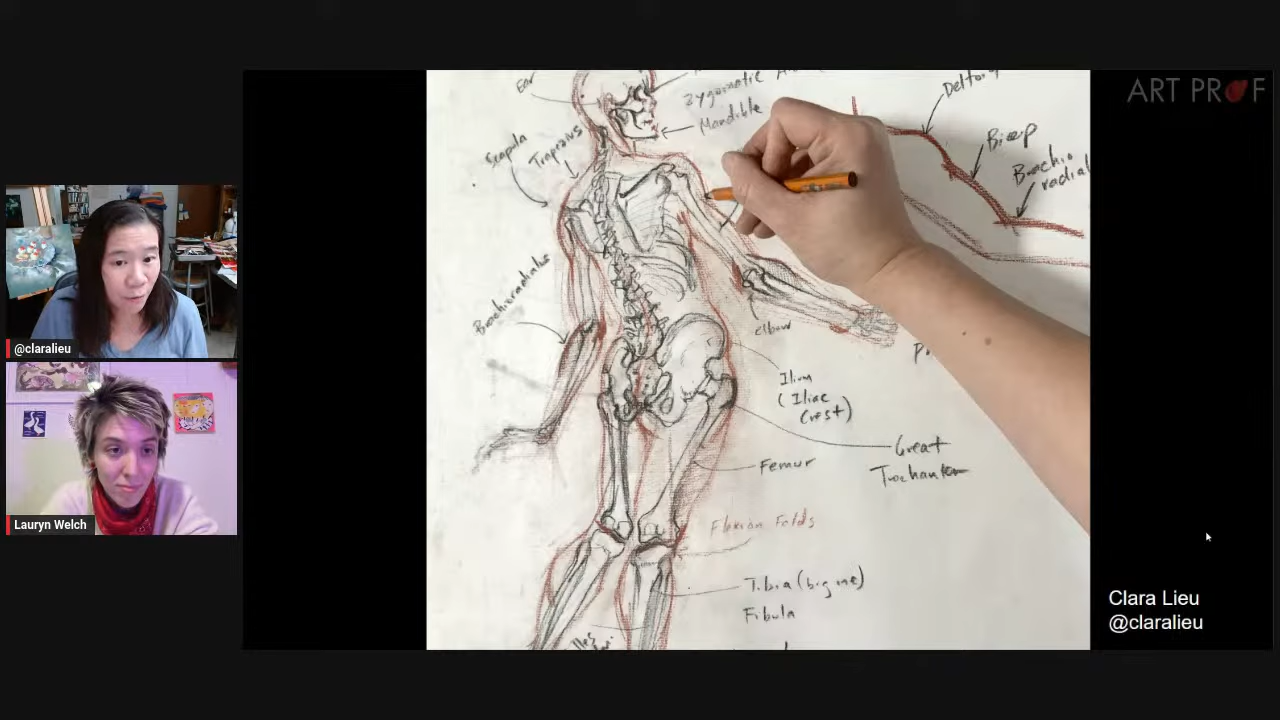 ART PROF
Ear
Zygomatic
Mandible
Scapula
Trapezius
Bicep
Brachio
radial
Brachioradialis
elbow
Ilium
(Iliac
Crest)
Great
Trochanter
Femur
Flexion Folds
Tibia (big one)
Fibula
@claralieu
Lauryn Welch
Clara Lieu
@claralieu